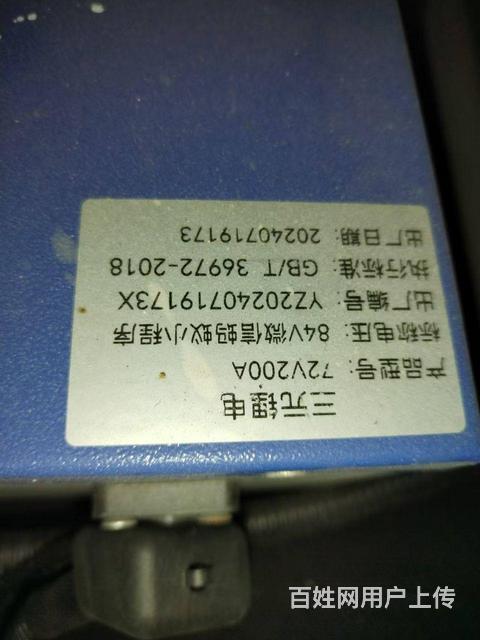 三元锂电
产品型号：72V200A
标称电压：84V微信蚂蚁小程序
出厂编号：YZ20240719173X
执行标准：GB/T 36972-2018
出厂日期：20240719173
百姓网用户上传